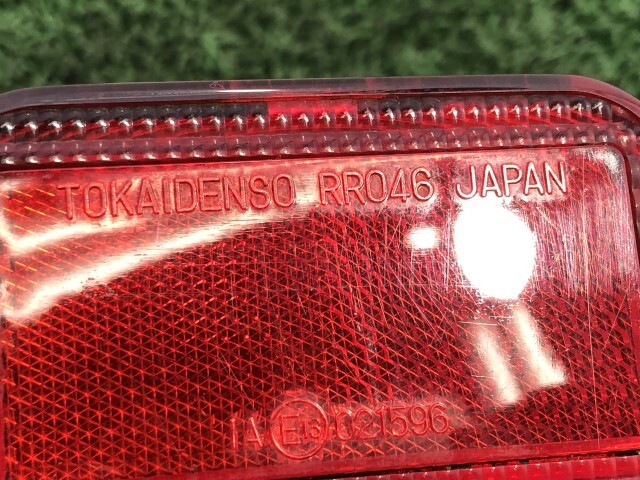 TOKAIDENSO RR046 JAPAN
IA E13 021596